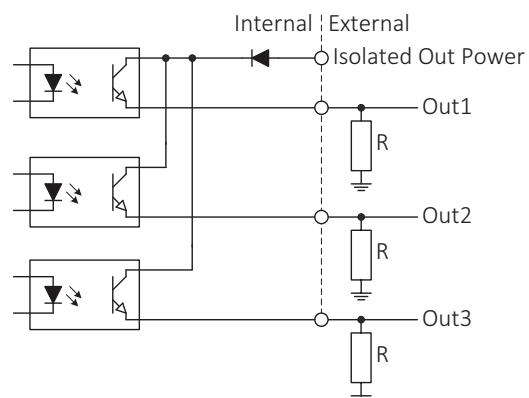 Internal External
Isolated Out Power
Out1
R
Out2
R
Out3
R